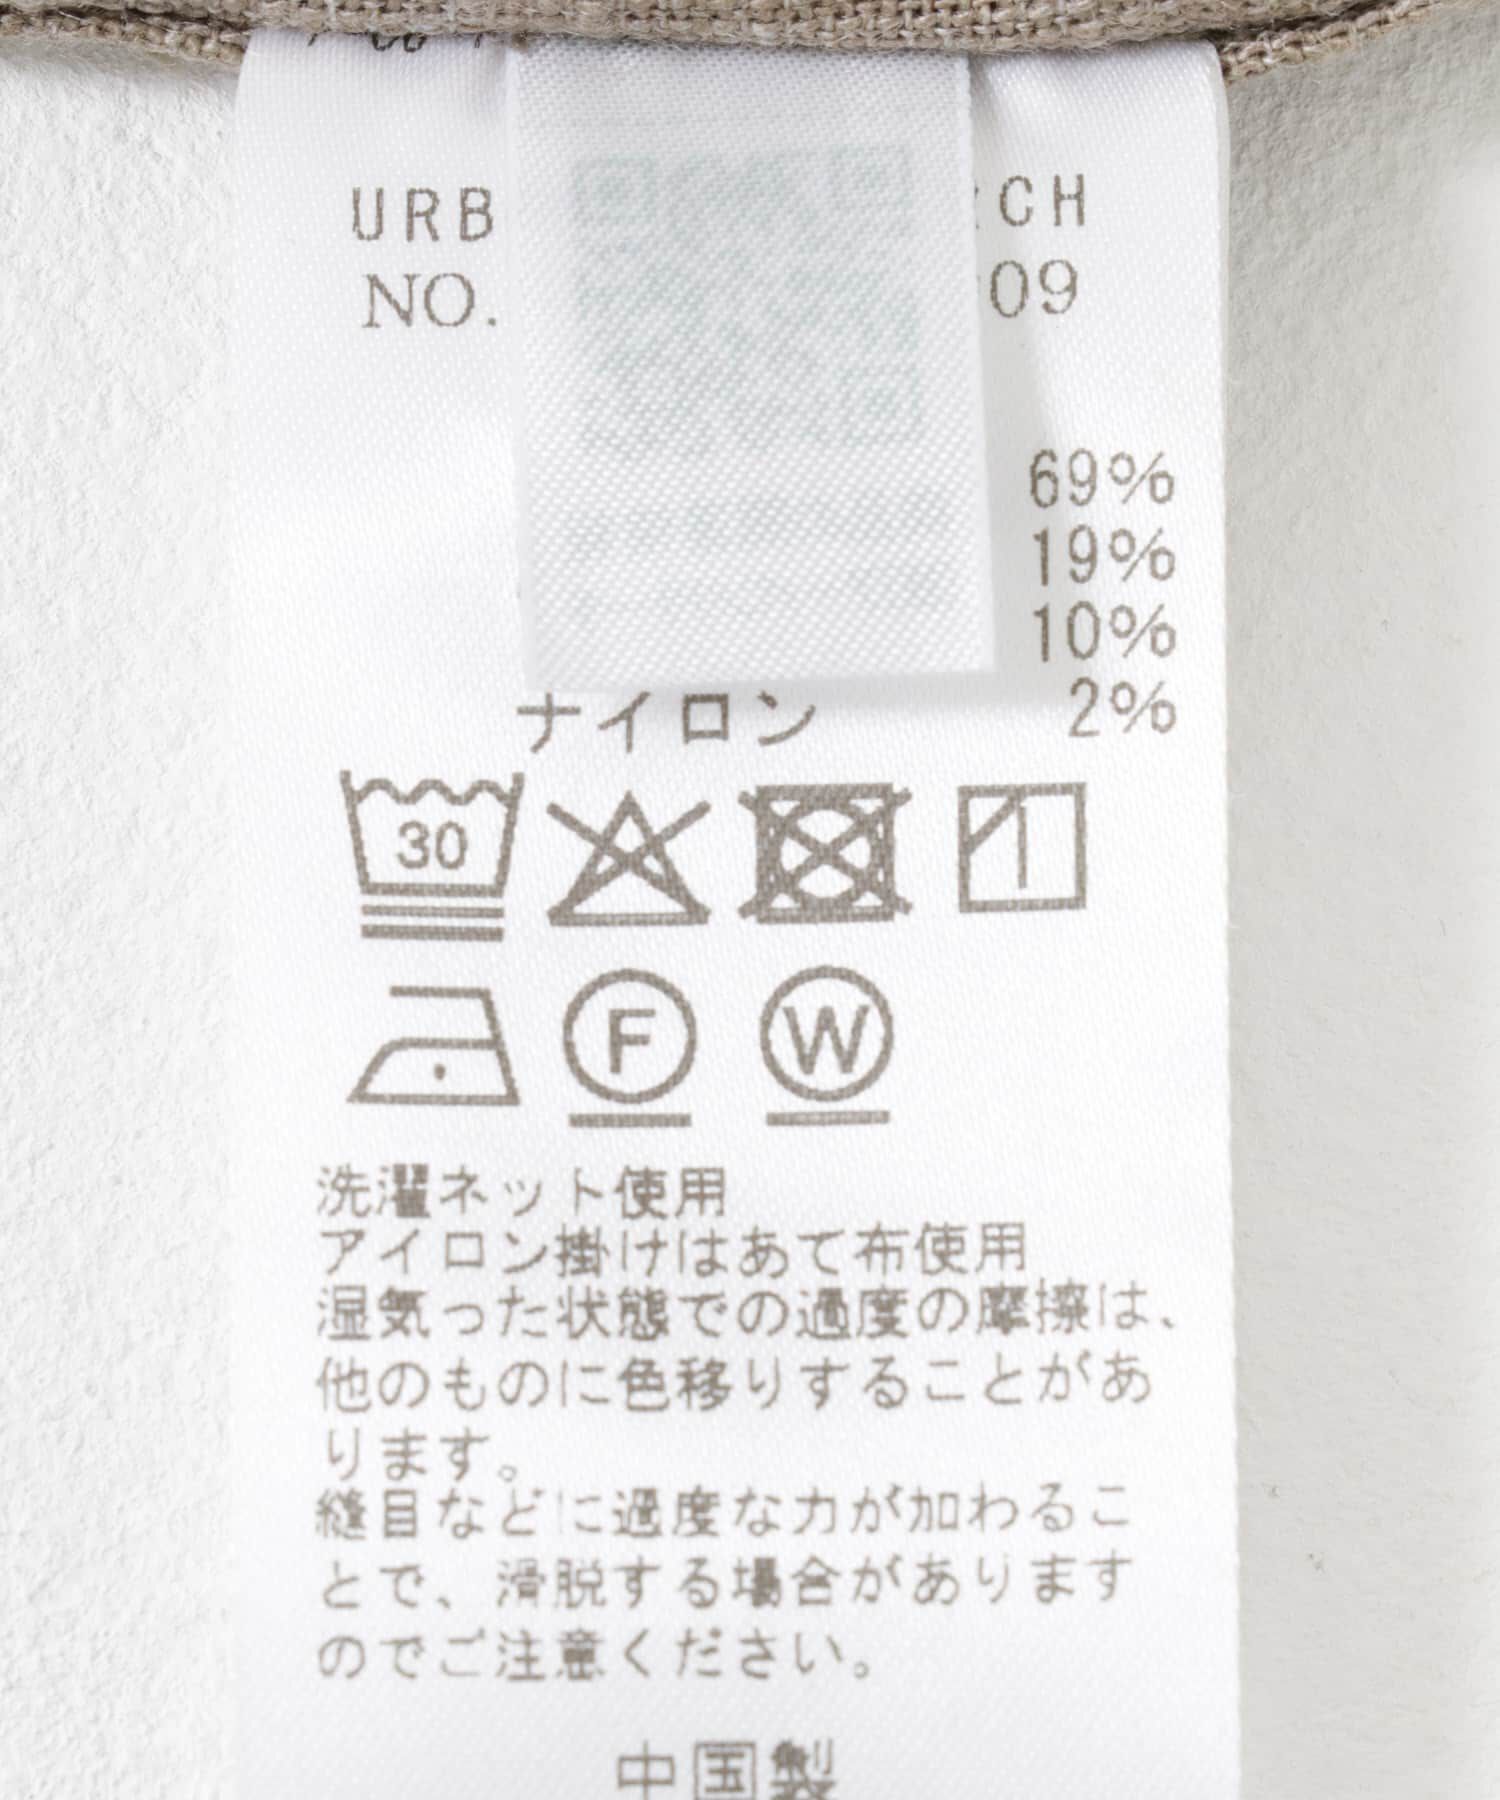 URB RCH
NO. 09
69%
19%
10%
ナイロン 2%
30
F W
洗濯ネット使用
アイロン掛けはあて布使用
湿気った状態での過度の摩擦は、
他のものに色移りすることがあ
ります。
縫目などに過度な力が加わるこ
とで、滑脱する場合があります
のでご注意ください。
中国製